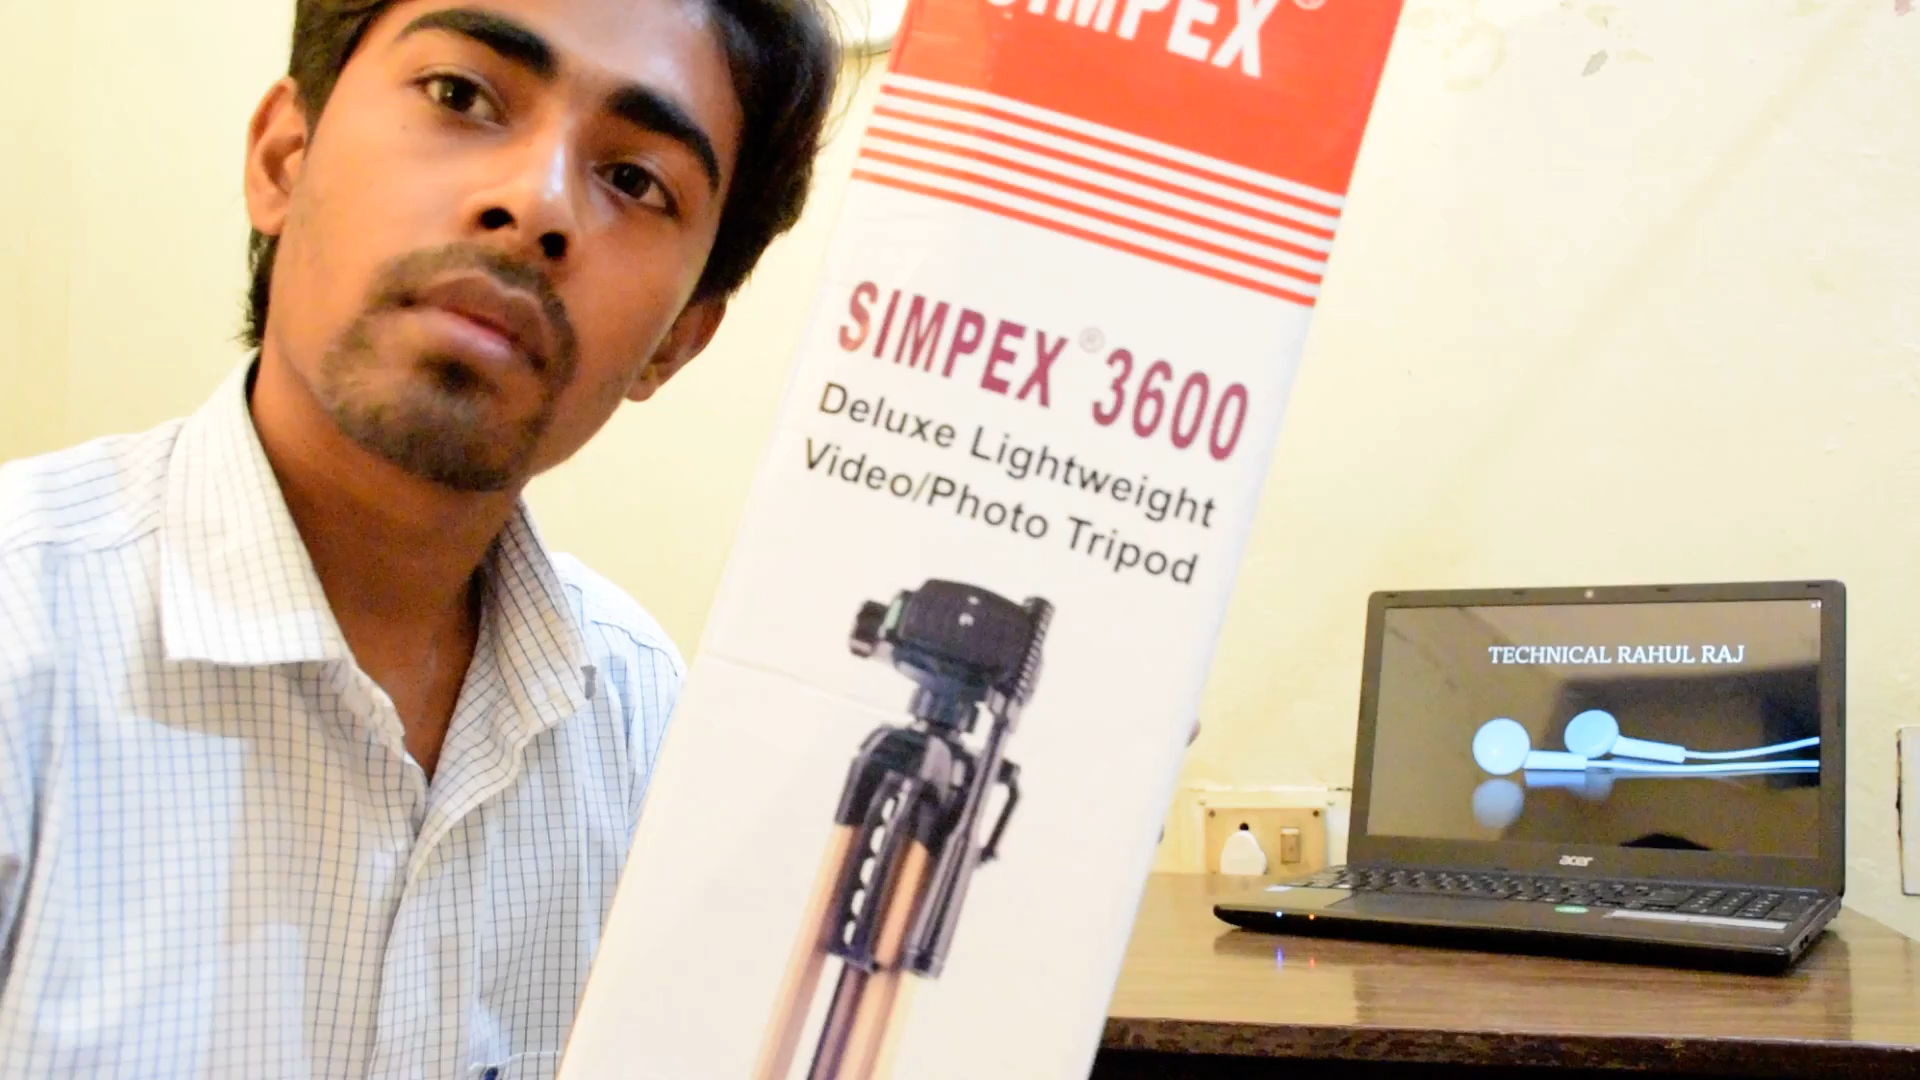 SIMPEX®
SIMPEX® 3600
Deluxe Lightweight
Video/Photo Tripod
TECHNICAL RAHUL RAJ
acer